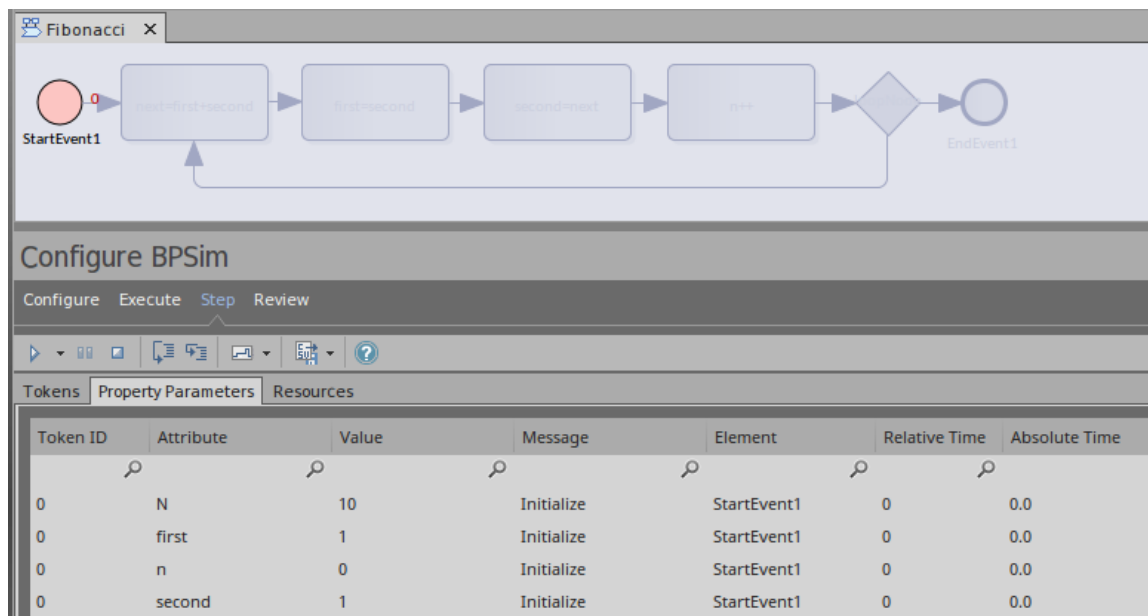 Fibonacci
0
next=first+second
first=second
second=next
n++
StartEvent1
EndEvent1
Configure BPSim
Configure Execute Step Review
Tokens Property Parameters Resources
Token ID Attribute Value Message Element Relative Time Absolute Time
0 N 10 Initialize StartEvent1 0 0.0
0 first 1 Initialize StartEvent1 0 0.0
0 n 0 Initialize StartEvent1 0 0.0
0 second 1 Initialize StartEvent1 0 0.0